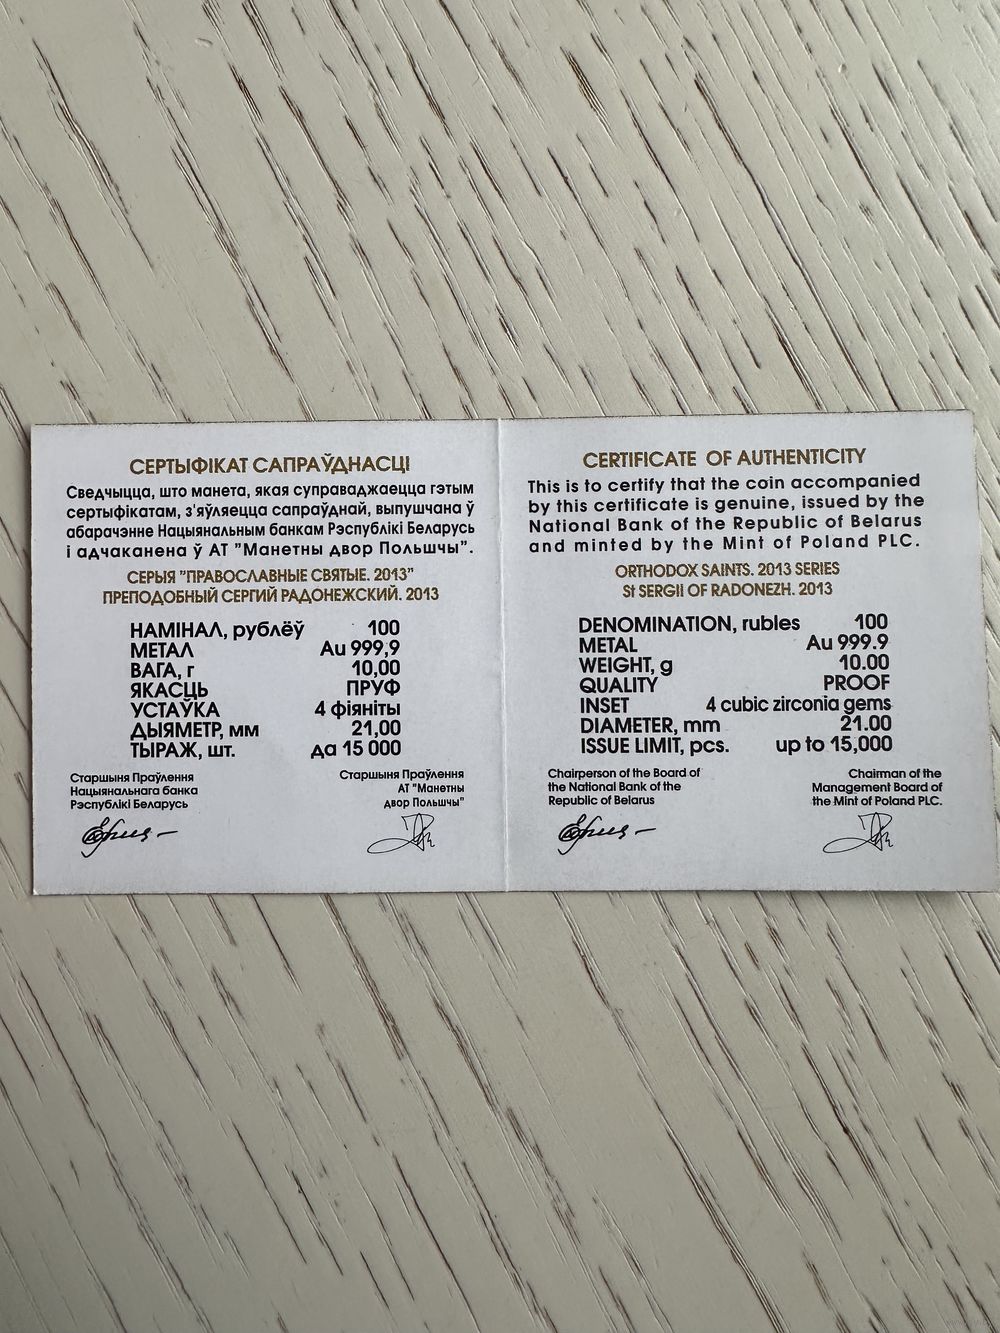 СЕРТЫФІКАТ САПРАЎДНАСЦІ
Сведчыцца, што манета, якая суправаджаецца гэтым
сертыфікатам, з'яўляецца сапраўднай, выпушчана ў
абарачэнне Нацыянальным банкам Рэспублікі Беларусь
і адчаканена ў АТ "Манетны двор Польшчы".
СЕРЫЯ "ПРАВОСЛАВНЫЕ СВЯТЫЕ. 2013"
ПРЕПОДОБНЫЙ СЕРГИЙ РАДОНЕЖСКИЙ. 2013
НАМІНАЛ, рублёў 100
МЕТАЛ Au 999,9
ВАГА, г 10,00
ЯКАСЦЬ ПРУФ
УСТАЎКА 4 фіяніты
ДЫЯМЕТР, мм 21,00
ТЫРАЖ, шт. да 15 000
Старшыня Праўлення
Нацыянальнага банка
Рэспублікі Беларусь
Старшыня Праўлення
АТ "Манетны
двор Польшчы"
CERTIFICATE OF AUTHENTICITY
This is to certify that the coin accompanied
by this certificate is genuine, issued by the
National Bank of the Republic of Belarus
and minted by the Mint of Poland PLC.
ORTHODOX SAINTS. 2013 SERIES
St SERGII OF RADONEZH. 2013
DENOMINATION, rubles 100
METAL Au 999.9
WEIGHT, g 10.00
QUALITY PROOF
INSET 4 cubic zirconia gems
DIAMETER, mm 21.00
ISSUE LIMIT, pcs. up to 15,000
Chairperson of the Board of
the National Bank of the
Republic of Belarus
Chairman of the
Management Board of
the Mint of Poland PLC.